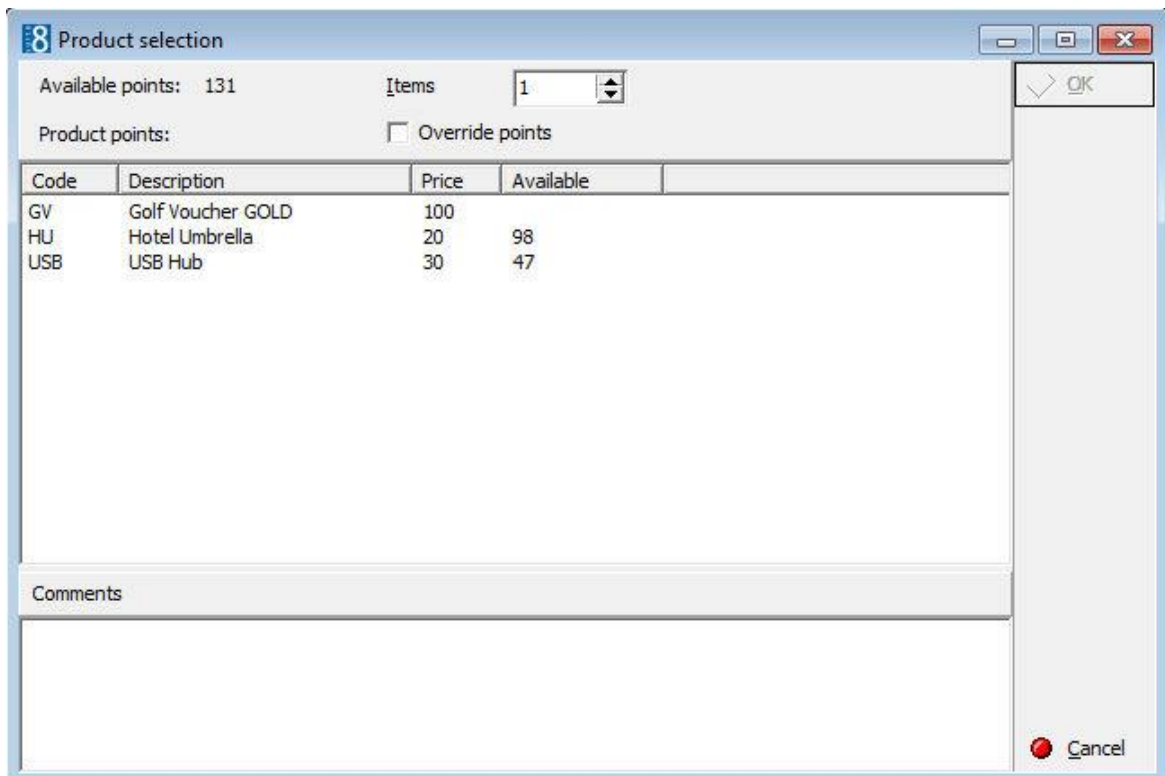 8 Product selection
Available points: 131 Items 1
OK
Product points: Override points
Code Description Price Available
GV Golf Voucher GOLD 100
HU Hotel Umbrella 20 98
USB USB Hub 30 47
Comments
Cancel